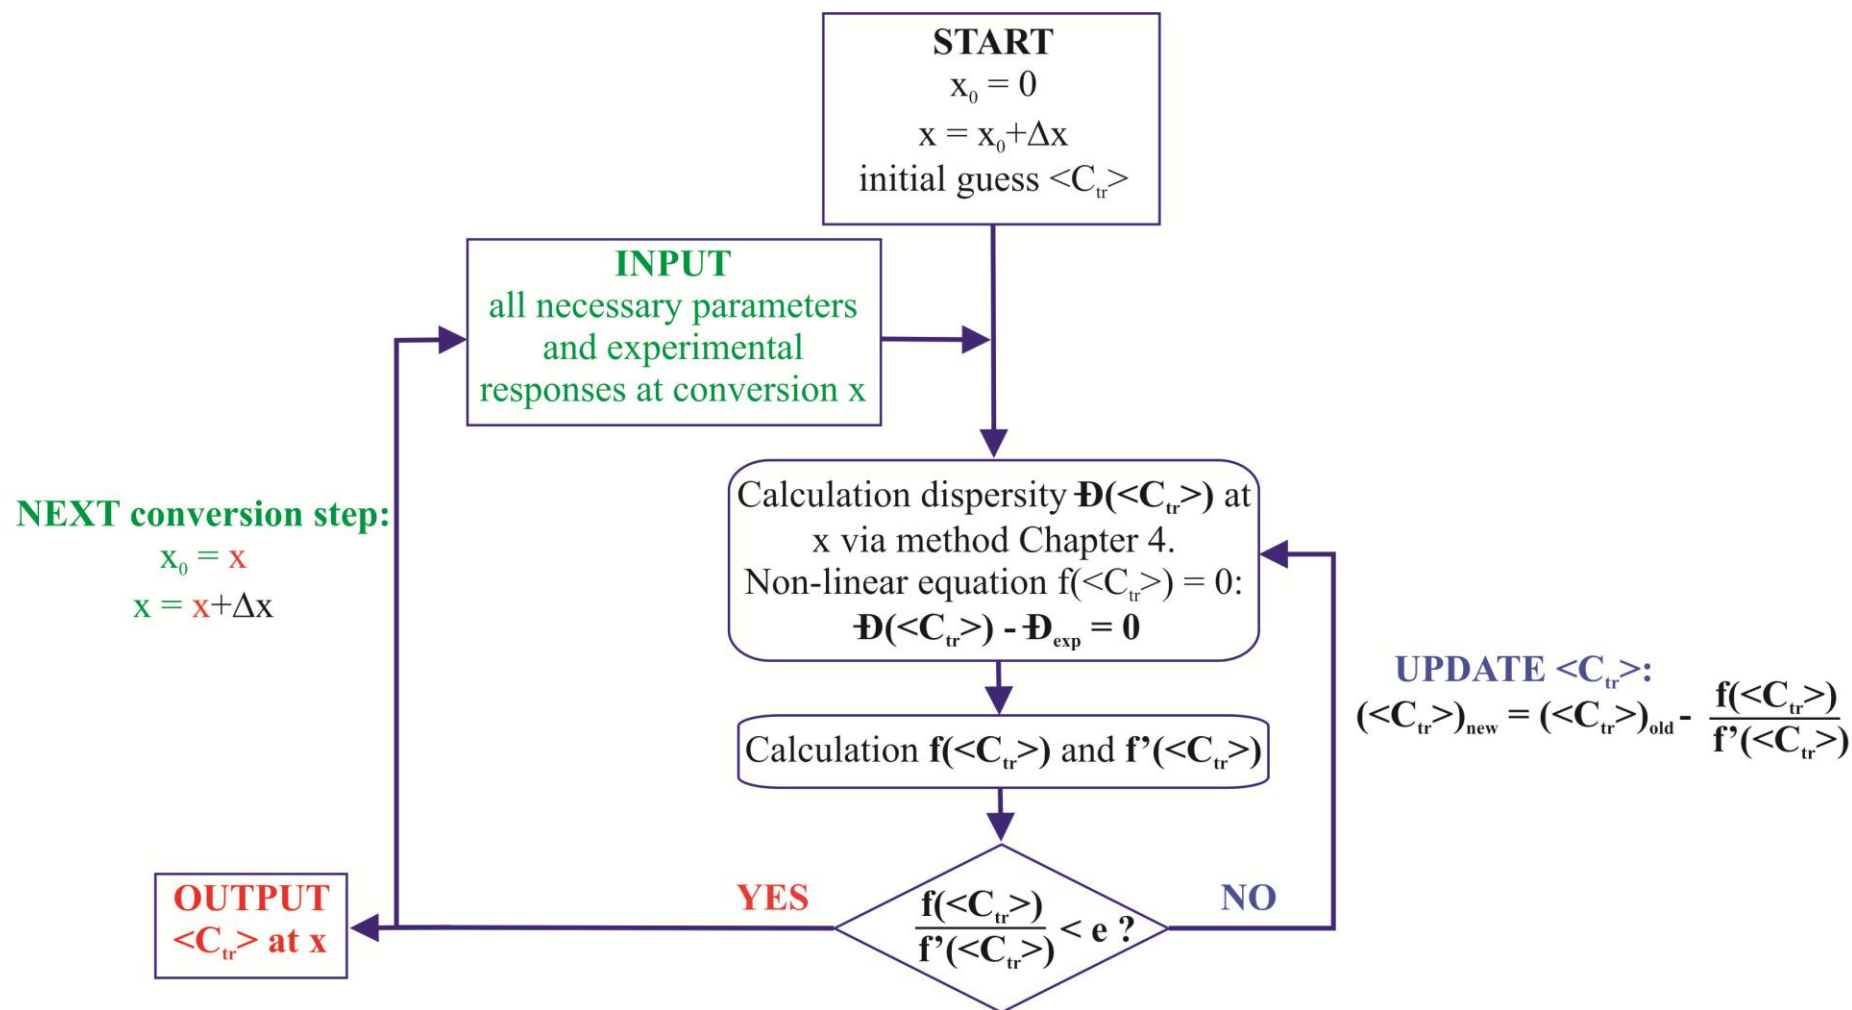 START
x₀ = 0
x = x₀+Δx
initial guess <Cₜᵣ>
INPUT
all necessary parameters
and experimental
responses at conversion x
NEXT conversion step:
x₀ = x
x = x+Δx
Calculation dispersity Đ(<Cₜᵣ>) at
x via method Chapter 4.
Non-linear equation f(<Cₜᵣ>) = 0:
Đ(<Cₜᵣ>) - Đₑₓₚ = 0
UPDATE <Cₜᵣ>:
(<Cₜᵣ>)new = (<Cₜᵣ>)old - f(<Cₜᵣ>) / f’(<Cₜᵣ>)
Calculation f(<Cₜᵣ>) and f’(<Cₜᵣ>)
YES
NO
f(<Cₜᵣ>) / f’(<Cₜᵣ>) < e ?
OUTPUT
<Cₜᵣ> at x